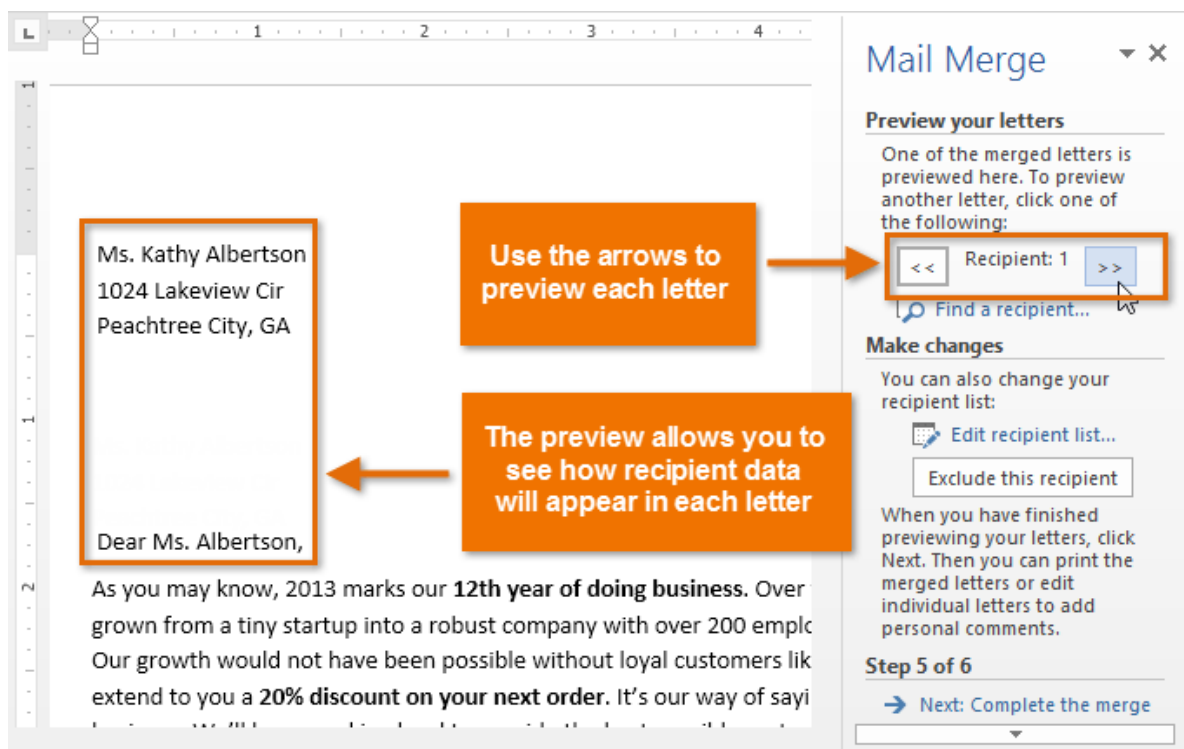 L
1 2 3 4
1
1
2
Ms. Kathy Albertson
1024 Lakeview Cir
Peachtree City, GA
Dear Ms. Albertson,
As you may know, 2013 marks our 12th year of doing business. Over
grown from a tiny startup into a robust company with over 200 emplo
Our growth would not have been possible without loyal customers lik
extend to you a 20% discount on your next order. It's our way of sayi
Use the arrows to
preview each letter
The preview allows you to
see how recipient data
will appear in each letter
Mail Merge
Preview your letters
One of the merged letters is
previewed here. To preview
another letter, click one of
the following:
<< Recipient: 1 >>
Find a recipient...
Make changes
You can also change your
recipient list:
Edit recipient list...
Exclude this recipient
When you have finished
previewing your letters, click
Next. Then you can print the
merged letters or edit
individual letters to add
personal comments.
Step 5 of 6
Next: Complete the merge